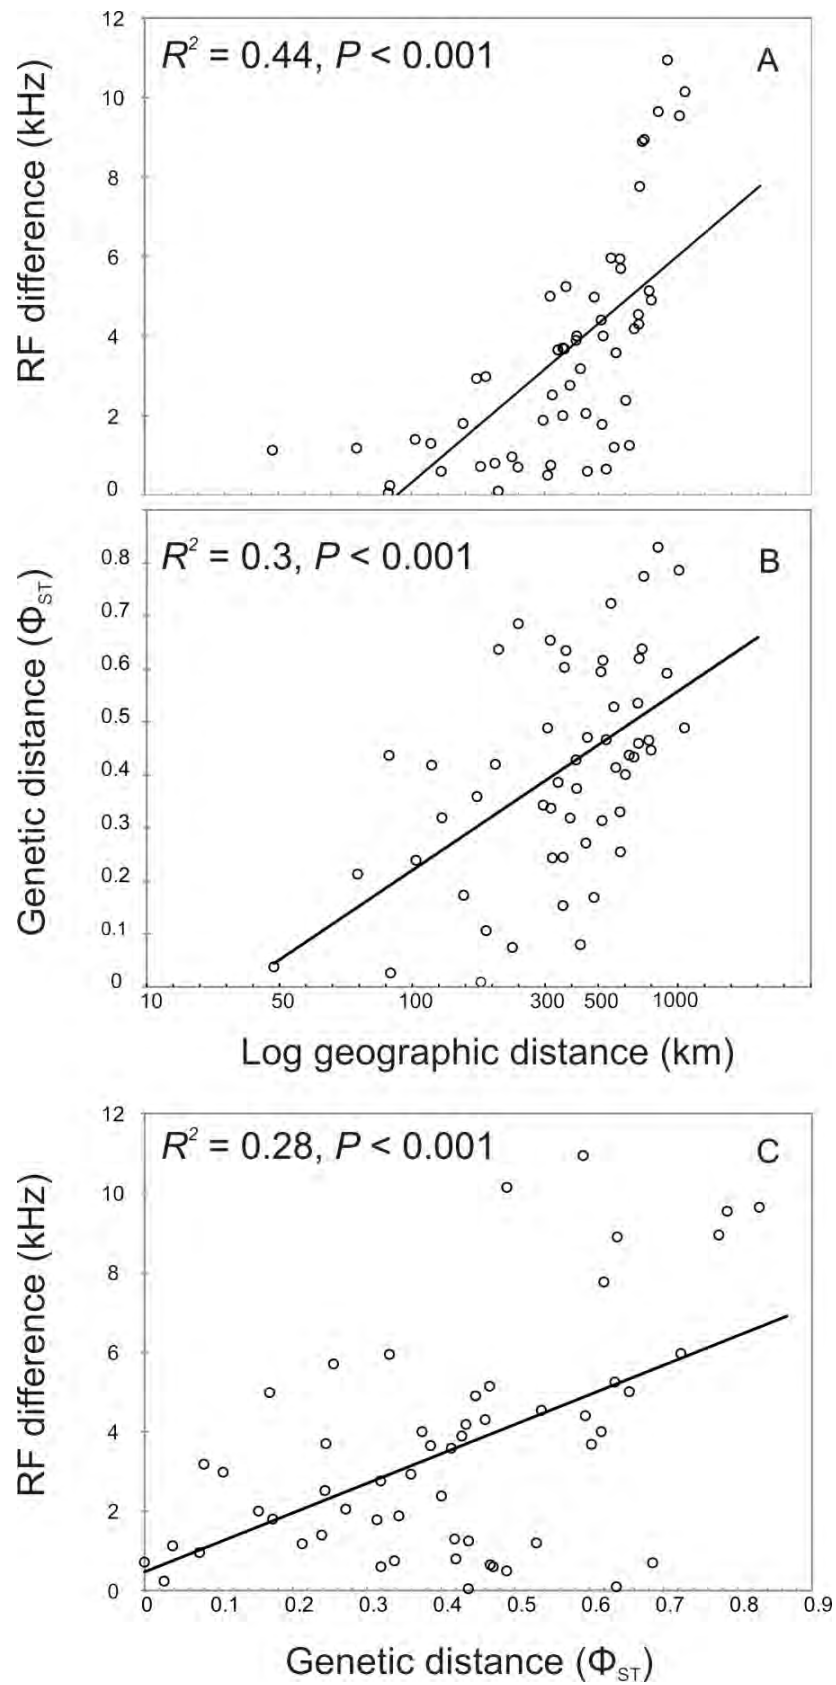 R² = 0.44, P < 0.001
A
RF difference (kHz)
12
10
8
6
4
2
0
R² = 0.3, P < 0.001
B
Genetic distance (ΦST)
0.8
0.7
0.6
0.5
0.4
0.3
0.2
0.1
0
10 50 100 300 500 1000
Log geographic distance (km)
R² = 0.28, P < 0.001
C
RF difference (kHz)
12
10
8
6
4
2
0
0 0.1 0.2 0.3 0.4 0.5 0.6 0.7 0.8 0.9
Genetic distance (ΦST)